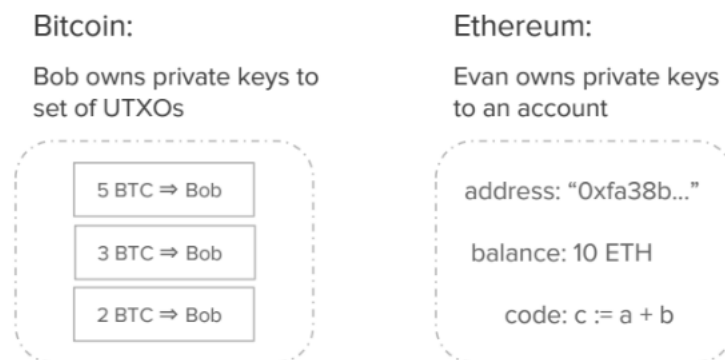 Bitcoin:
Bob owns private keys to
set of UTXOs
5 BTC ⇒ Bob
3 BTC ⇒ Bob
2 BTC ⇒ Bob
Ethereum:
Evan owns private keys
to an account
address: “0xfa38b...”
balance: 10 ETH
code: c := a + b